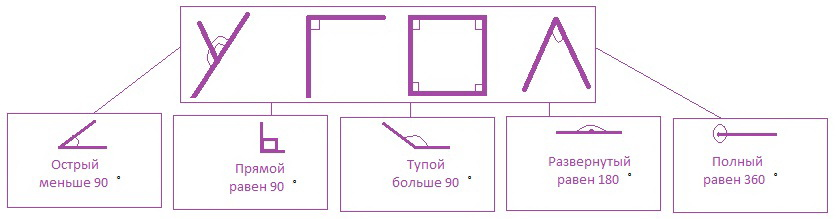 УГОЛ
Острый
меньше 90 °
Прямой
равен 90 °
Тупой
больше 90 °
Развернутый
равен 180 °
Полный
равен 360 °